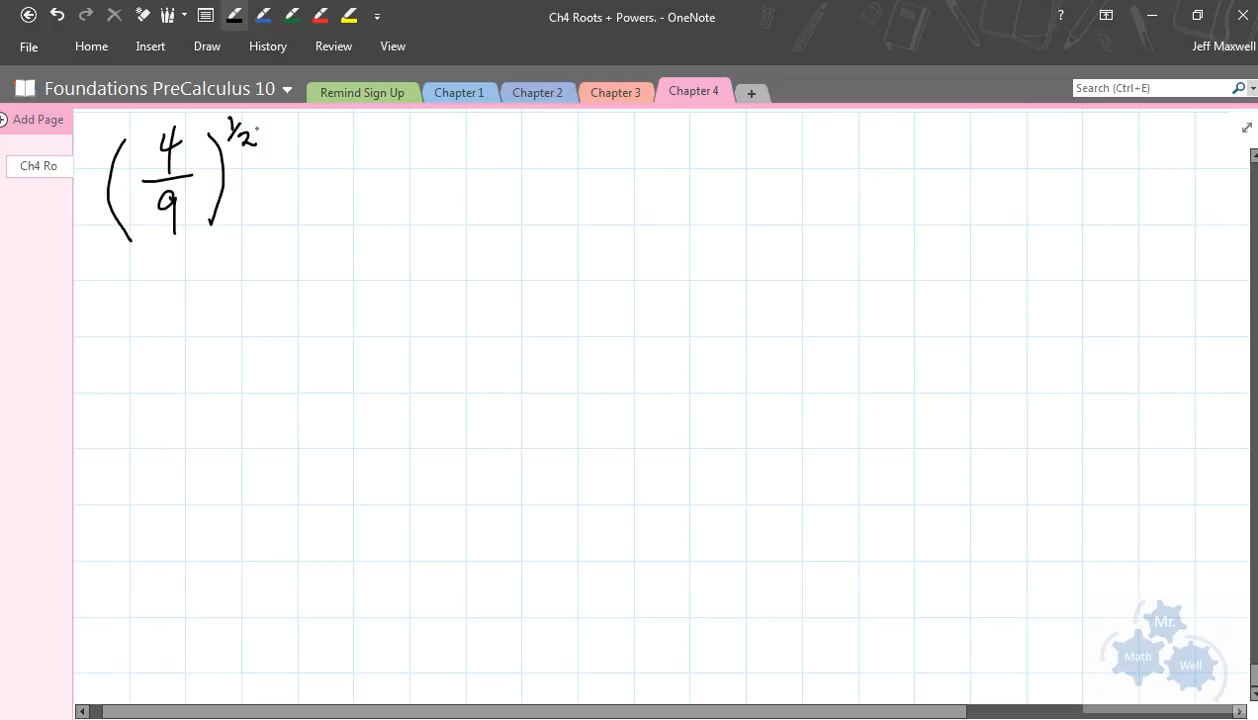 Ch4 Roots + Powers. - OneNote
?
File
Home
Insert
Draw
History
Review
View
Jeff Maxwell
Foundations PreCalculus 10
Remind Sign Up
Chapter 1
Chapter 2
Chapter 3
Chapter 4
+
Search (Ctrl+E)
Add Page
Ch4 Ro
(4/9)^1/2
Mr.
Math
Well